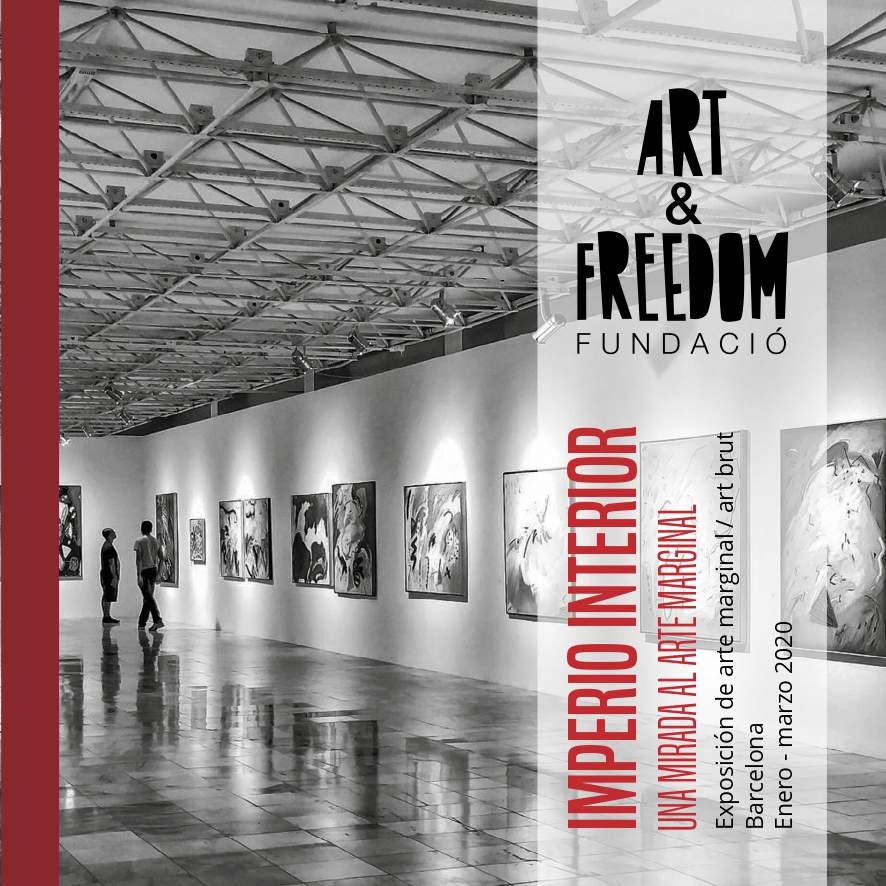 ART
&
FREEDOM
FUNDACIÓ
IMPERIO INTERIOR
UNA MIRADA AL ARTE MARGINAL
Exposición de arte marginal / art brut
Barcelona
Enero - marzo 2020